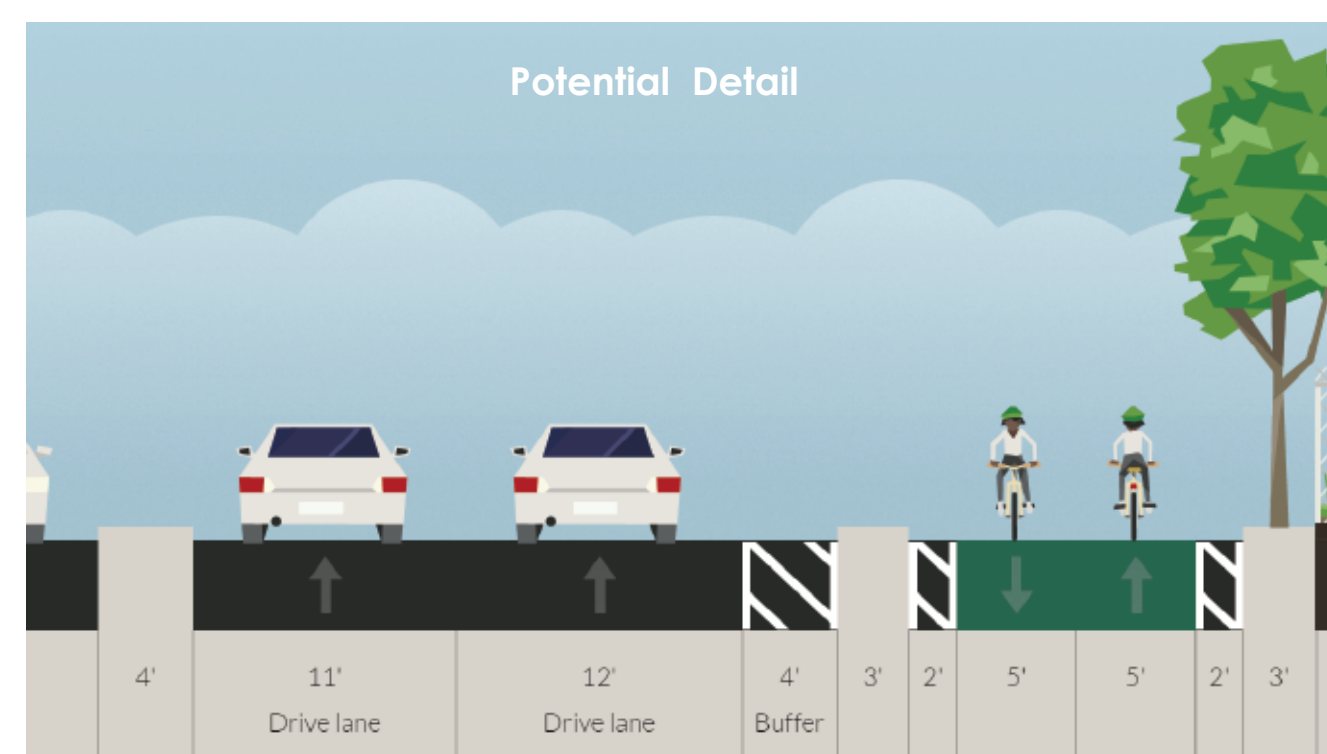 Potential Detail
4' 11' 12' 4' 3' 2' 5' 5' 2' 3'
Drive lane Drive lane Buffer